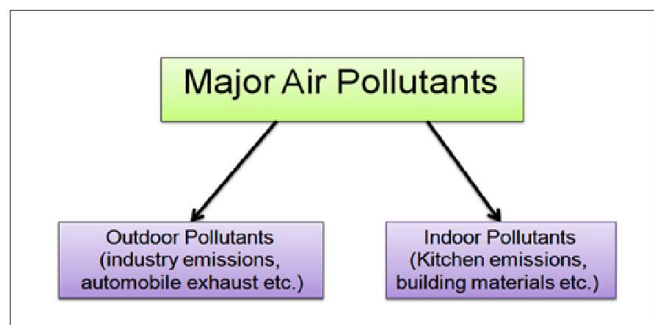 Major Air Pollutants
Outdoor Pollutants
(industry emissions,
automobile exhaust etc.)
Indoor Pollutants
(Kitchen emissions,
building materials etc.)